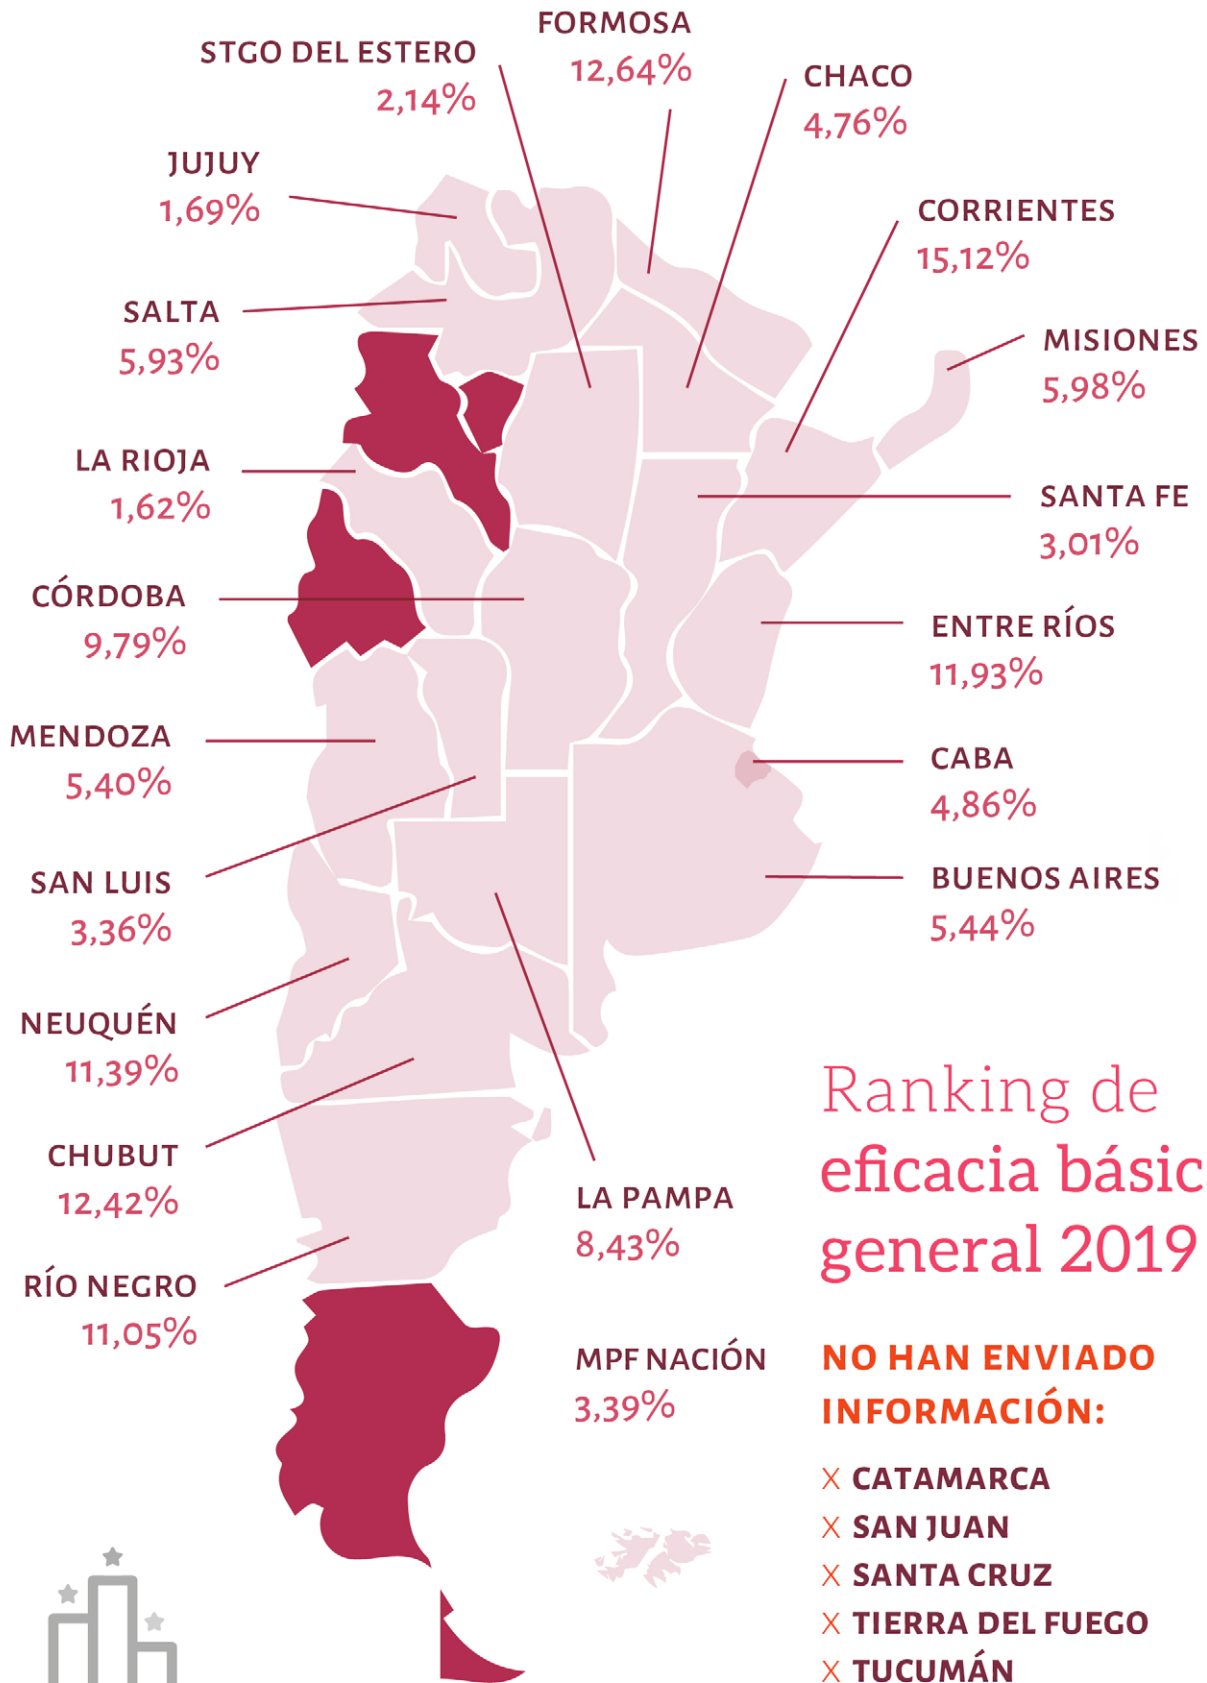 FORMOSA
12,64%
STGO DEL ESTERO
2,14%
CHACO
4,76%
JUJUY
1,69%
CORRIENTES
15,12%
SALTA
5,93%
MISIONES
5,98%
LA RIOJA
1,62%
SANTA FE
3,01%
CÓRDOBA
9,79%
ENTRE RÍOS
11,93%
MENDOZA
5,40%
CABA
4,86%
SAN LUIS
3,36%
BUENOS AIRES
5,44%
NEUQUÉN
11,39%
CHUBUT
12,42%
LA PAMPA
8,43%
RÍO NEGRO
11,05%
MPF NACIÓN
3,39%
Ranking de
eficacia básic
general 2019
NO HAN ENVIADO
INFORMACIÓN:
X CATAMARCA
X SAN JUAN
X SANTA CRUZ
X TIERRA DEL FUEGO
X TUCUMÁN